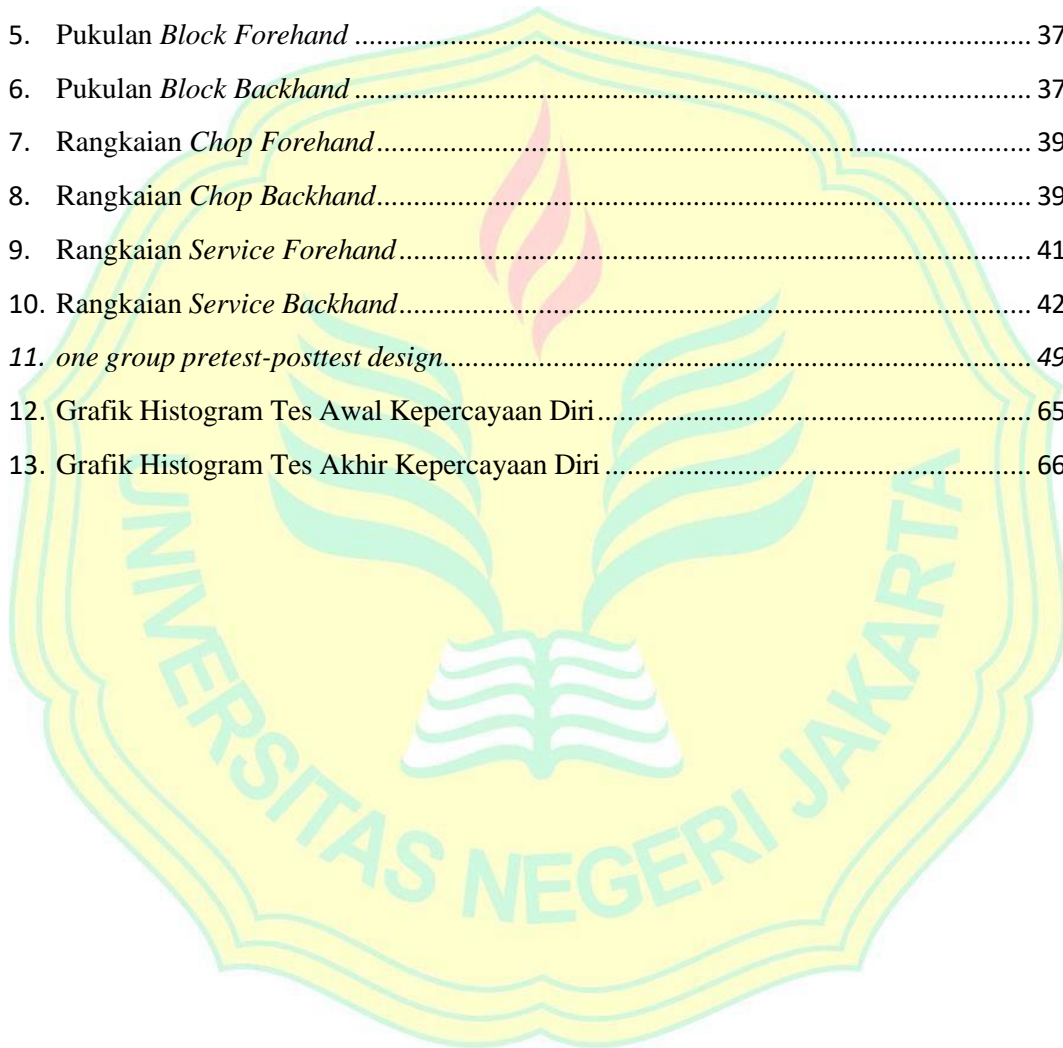 5. Pukulan Block Forehand ........................................ 37
6. Pukulan Block Backhand ........................................ 37
7. Rangkaian Chop Forehand ........................................ 39
8. Rangkaian Chop Backhand ........................................ 39
9. Rangkaian Service Forehand ........................................ 41
10. Rangkaian Service Backhand ........................................ 42
11. one group pretest-posttest design ........................................ 49
12. Grafik Histogram Tes Awal Kepercayaan Diri ........................................ 65
13. Grafik Histogram Tes Akhir Kepercayaan Diri ........................................ 66
UNIVERSITAS NEGERI JAKARTA